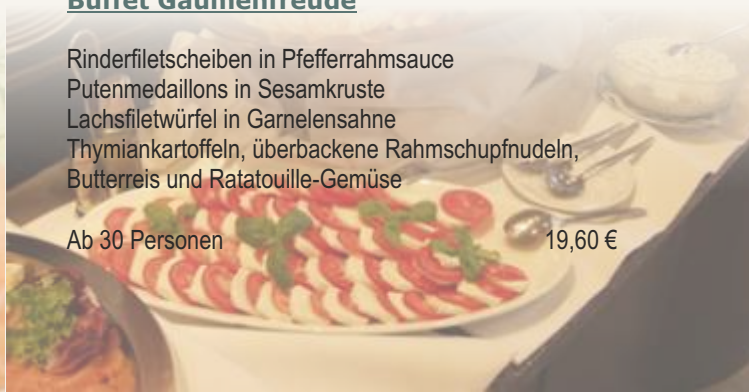 Buffet Gaumenfreude
Rinderfiletscheiben in Pfefferrahmsauce
Putenmedaillons in Sesamkruste
Lachsfiletwürfel in Garnelensahne
Thymiankartoffeln, überbackene Rahmschupfnudeln,
Butterreis und Ratatouille-Gemüse
Ab 30 Personen 19,60 €